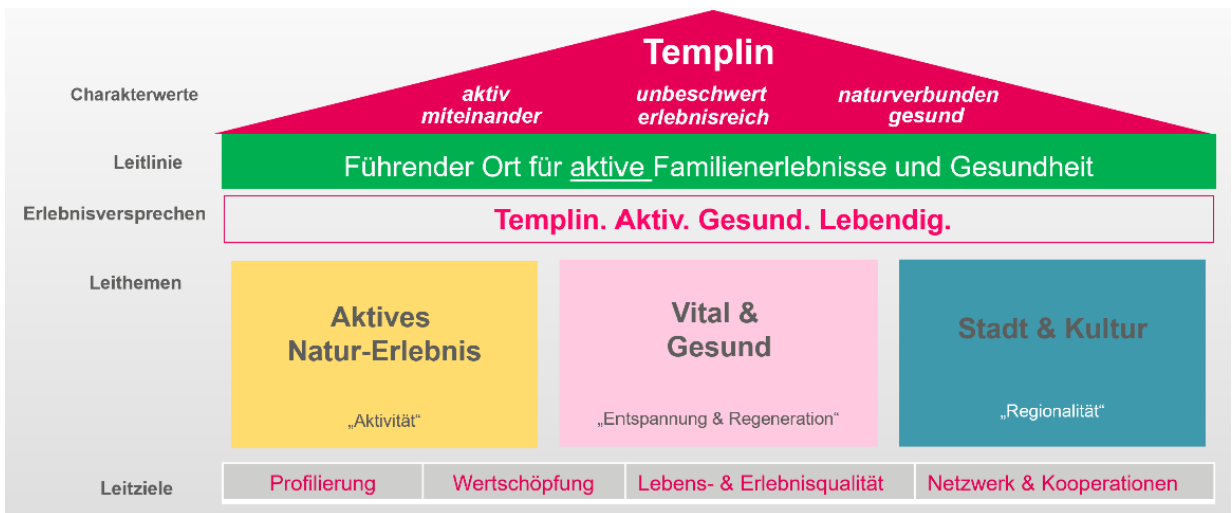 Templin
Charakterwerte
aktiv
miteinander
unbeschwert
erlebnisreich
naturverbunden
gesund
Leitlinie
Führender Ort für aktive Familienerlebnisse und Gesundheit
Erlebnisversprechen
Templin. Aktiv. Gesund. Lebendig.
Leithemen
Aktives
Natur-Erlebnis
„Aktivität“
Vital &
Gesund
„Entspannung & Regeneration“
Stadt & Kultur
„Regionalität“
Leitziele
Profilierung
Wertschöpfung
Lebens- & Erlebnisqualität
Netzwerk & Kooperationen